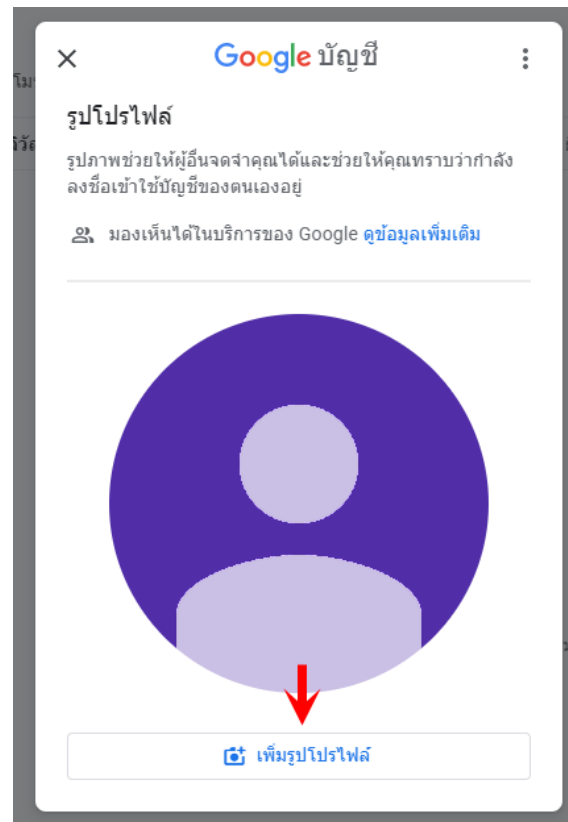 Google บัญชี
รูปโปรไฟล์
รูปภาพช่วยให้ผู้อื่นจดจำคุณได้และช่วยให้คุณทราบว่ากำลัง
ลงชื่อเข้าใช้บัญชีของตนเองอยู่
มองเห็นได้ในบริการของ Google ดูข้อมูลเพิ่มเติม
เพิ่มรูปโปรไฟล์